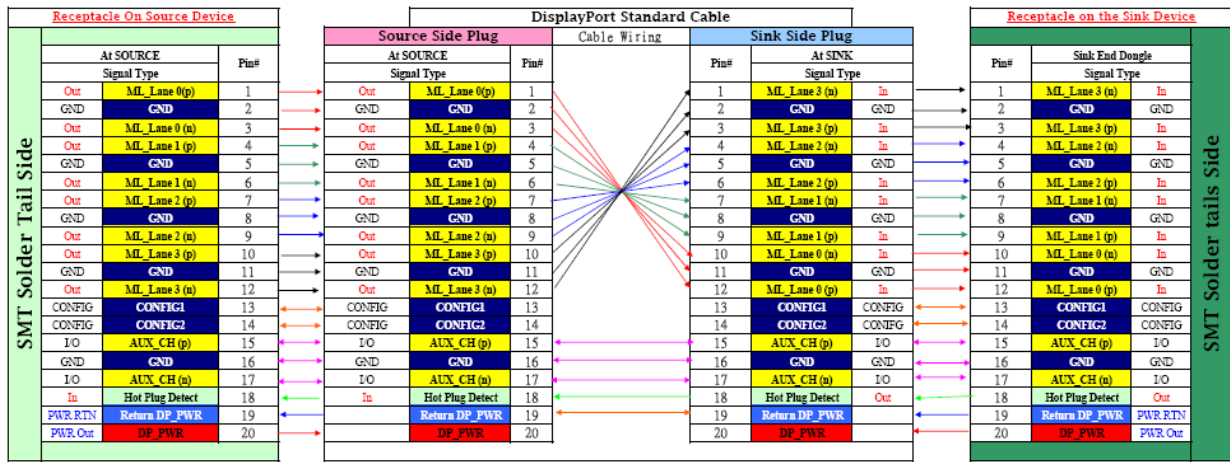 Receptacle On Source Device DisplayPort Standard Cable Receptacle on the Sink Device
Source Side Plug Cable Wiring Sink Side Plug
At SOURCE Pin# At SOURCE Pin# Pin# At SINK Pin# Sink End Dongle
Signal Type Signal Type Signal Type Signal Type
Out ML_Lane 0(p) 1 Out ML_Lane 0(p) 1 1 ML_Lane 3 (n) In 1 ML_Lane 3 (n) In
GND GND 2 GND GND 2 2 GND GND 2 GND GND
Out ML_Lane 0 (n) 3 Out ML_Lane 0 (n) 3 3 ML_Lane 3 (p) In 3 ML_Lane 3 (p) In
Out ML_Lane 1 (p) 4 Out ML_Lane 1 (p) 4 4 ML_Lane 2 (n) In 4 ML_Lane 2 (n) In
GND GND 5 GND GND 5 5 GND GND 5 GND GND
Out ML_Lane 1 (n) 6 Out ML_Lane 1 (n) 6 6 ML_Lane 2 (p) In 6 ML_Lane 2 (p) In
Out ML_Lane 2 (p) 7 Out ML_Lane 2 (p) 7 7 ML_Lane 1 (n) In 7 ML_Lane 1 (n) In
GND GND 8 GND GND 8 8 GND GND 8 GND GND
Out ML_Lane 2 (n) 9 Out ML_Lane 2 (n) 9 9 ML_Lane 1 (p) In 9 ML_Lane 1 (p) In
Out ML_Lane 3 (p) 10 Out ML_Lane 3 (p) 10 10 ML_Lane 0 (n) In 10 ML_Lane 0 (n) In
GND GND 11 GND GND 11 11 GND GND 11 GND GND
Out ML_Lane 3 (n) 12 Out ML_Lane 3 (n) 12 12 ML_Lane 0 (p) In 12 ML_Lane 0 (p) In
CONFIG CONFIG1 13 CONFIG CONFIG1 13 13 CONFIG1 CONFIG 13 CONFIG1 CONFIG
CONFIG CONFIG2 14 CONFIG CONFIG2 14 14 CONFIG2 CONIFG 14 CONFIG2 CONFIG
I/O AUX_CH (p) 15 I/O AUX_CH (p) 15 15 AUX_CH (p) I/O 15 AUX_CH (p) I/O
GND GND 16 GND GND 16 16 GND GND 16 GND GND
I/O AUX_CH (n) 17 I/O AUX_CH (n) 17 17 AUX_CH (n) I/O 17 AUX_CH (n) I/O
In Hot Plug Detect 18 In Hot Plug Detect 18 18 Hot Plug Detect Out 18 Hot Plug Detect Out
PWR RTN Return DP_PWR 19 Return DP_PWR 19 19 Return DP_PWR 19 Return DP_PWR PWR RTN
PWR Out DP_PWR 20 DP_PWR 20 20 DP_PWR 20 DP_PWR PWR Out
SMT Solder Tail Side
SMT Solder tails Side